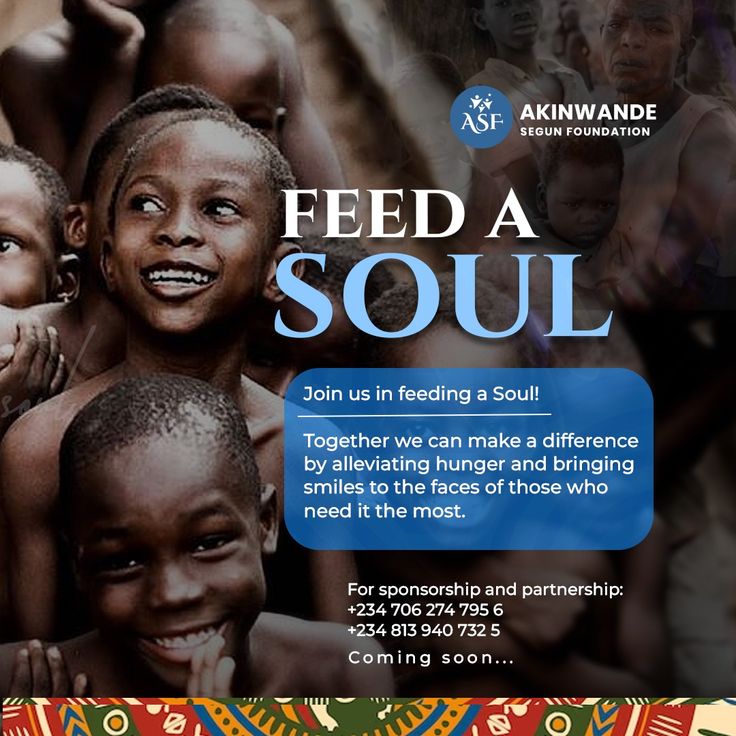 ASF
AKINWANDE
SEGUN FOUNDATION
FEED A
SOUL
Join us in feeding a Soul!
Together we can make a difference
by alleviating hunger and bringing
smiles to the faces of those who
need it the most.
For sponsorship and partnership:
+234 706 274 795 6
+234 813 940 732 5
Coming soon...